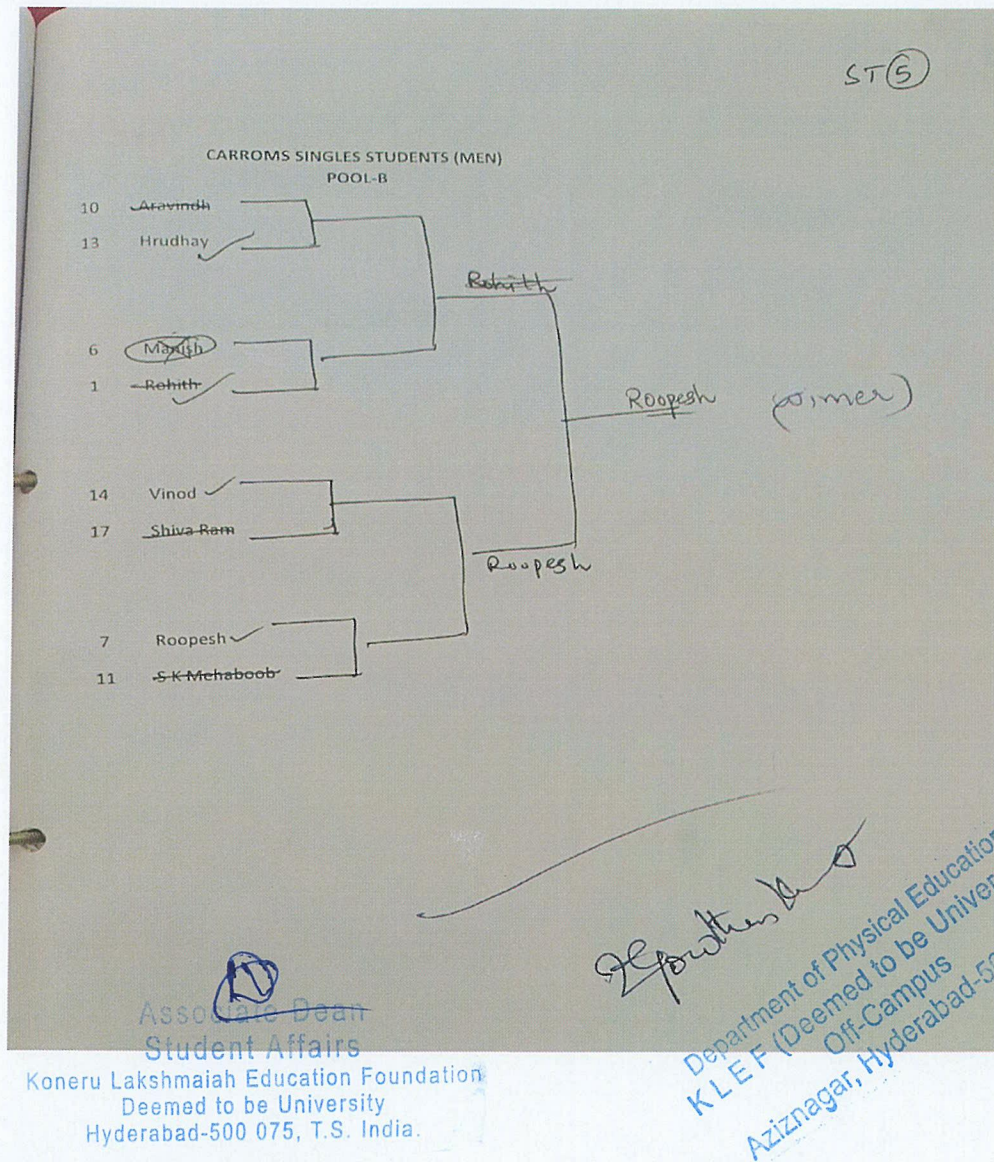 ST 5
CARROMS SINGLES STUDENTS (MEN)
POOL-B
10 Aravindh
13 Hrudhay
Rohith
6 Manish
1 Rohith
Roopesh (winner)
14 Vinod
17 Shiva Ram
Roopesh
7 Roopesh
11 S K Mehaboob
Associate Dean
Student Affairs
Koneru Lakshmaiah Education Foundation
Deemed to be University
Hyderabad-500 075, T.S. India.
Department of Physical Education
K L E F (Deemed to be Univer
Off-Campus
Aziznagar, Hyderabad-50